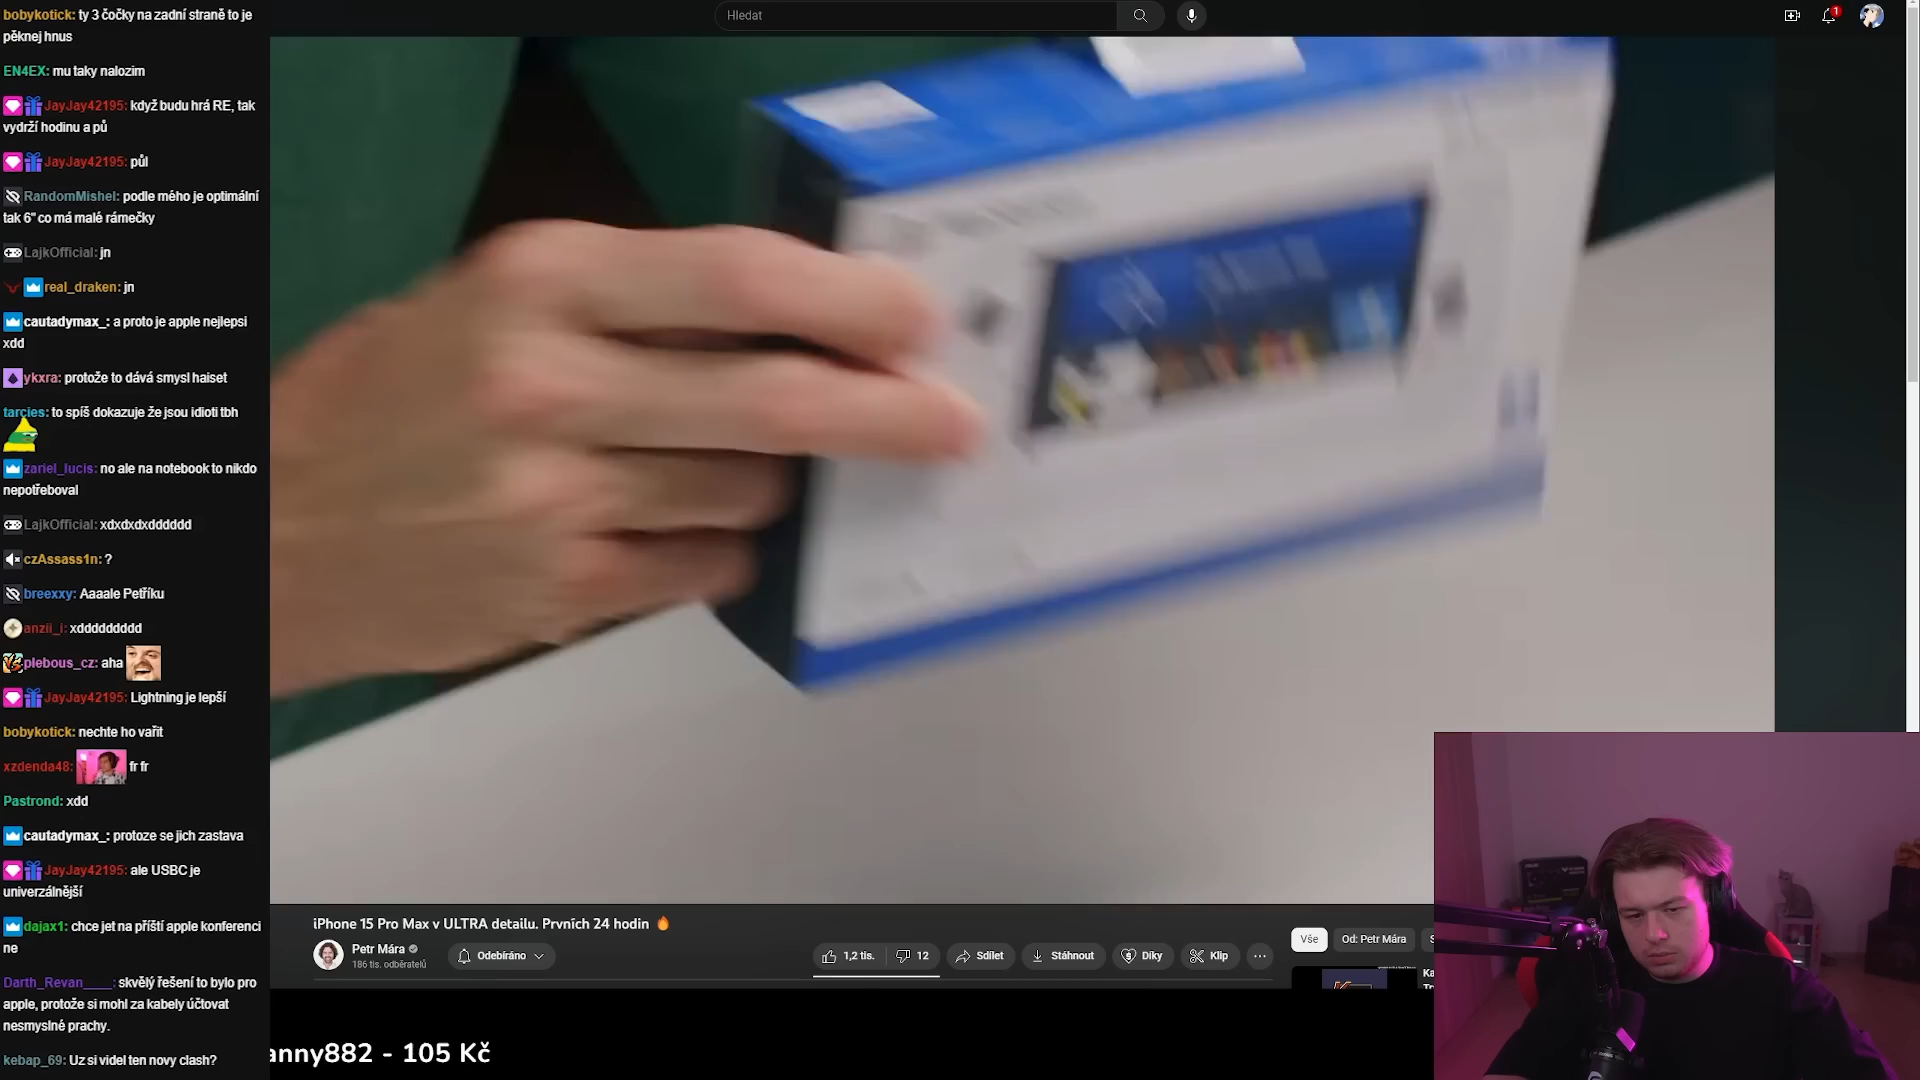 bobykotick: ty 3 čočky na zadní straně to je
pěknej hnus
EN4EX: mu taky nalozim
JayJay42195: když budu hrá RE, tak
vydrží hodinu a pů
JayJay42195: půl
RandomMishel: podle mého je optimální
tak 6" co má malé rámečky
LajkOfficial: jn
real_draken: jn
cautadymax_: a proto je apple nejlepsi
xdd
ykxra: protože to dává smysl haiset
tarcies: to spíš dokazuje že jsou idioti tbh
zariel_lucis: no ale na notebook to nikdo
nepotřeboval
LajkOfficial: xdxdxdxdddddd
czAssass1n: ?
breexxy: Aaaale Petříku
anzii_i: xddddddddd
plebous_cz: aha
JayJay42195: Lightning je lepší
bobykotick: nechte ho vařit
xzdenda48: fr fr
Pastrond: xdd
cautadymax_: protoze se jich zastava
JayJay42195: ale USBC je
univerzálnější
dajax1: chce jet na příští apple konferenci
ne
Darth_Revan____: skvělý řešení to bylo pro
apple, protože si mohl za kabely účtovat
nesmyslné prachy.
kebap_69: Uz si videl ten novy clash?
Hledat
1
iPhone 15 Pro Max v ULTRA detailu. Prvních 24 hodin
Petr Mára
186 tis. odběratelů
Odebíráno
1,2 tis.
12
Sdílet
Stáhnout
Díky
Klip
Vše
Od: Petr Mára
S
Ka
Tr
anny882 - 105 Kč